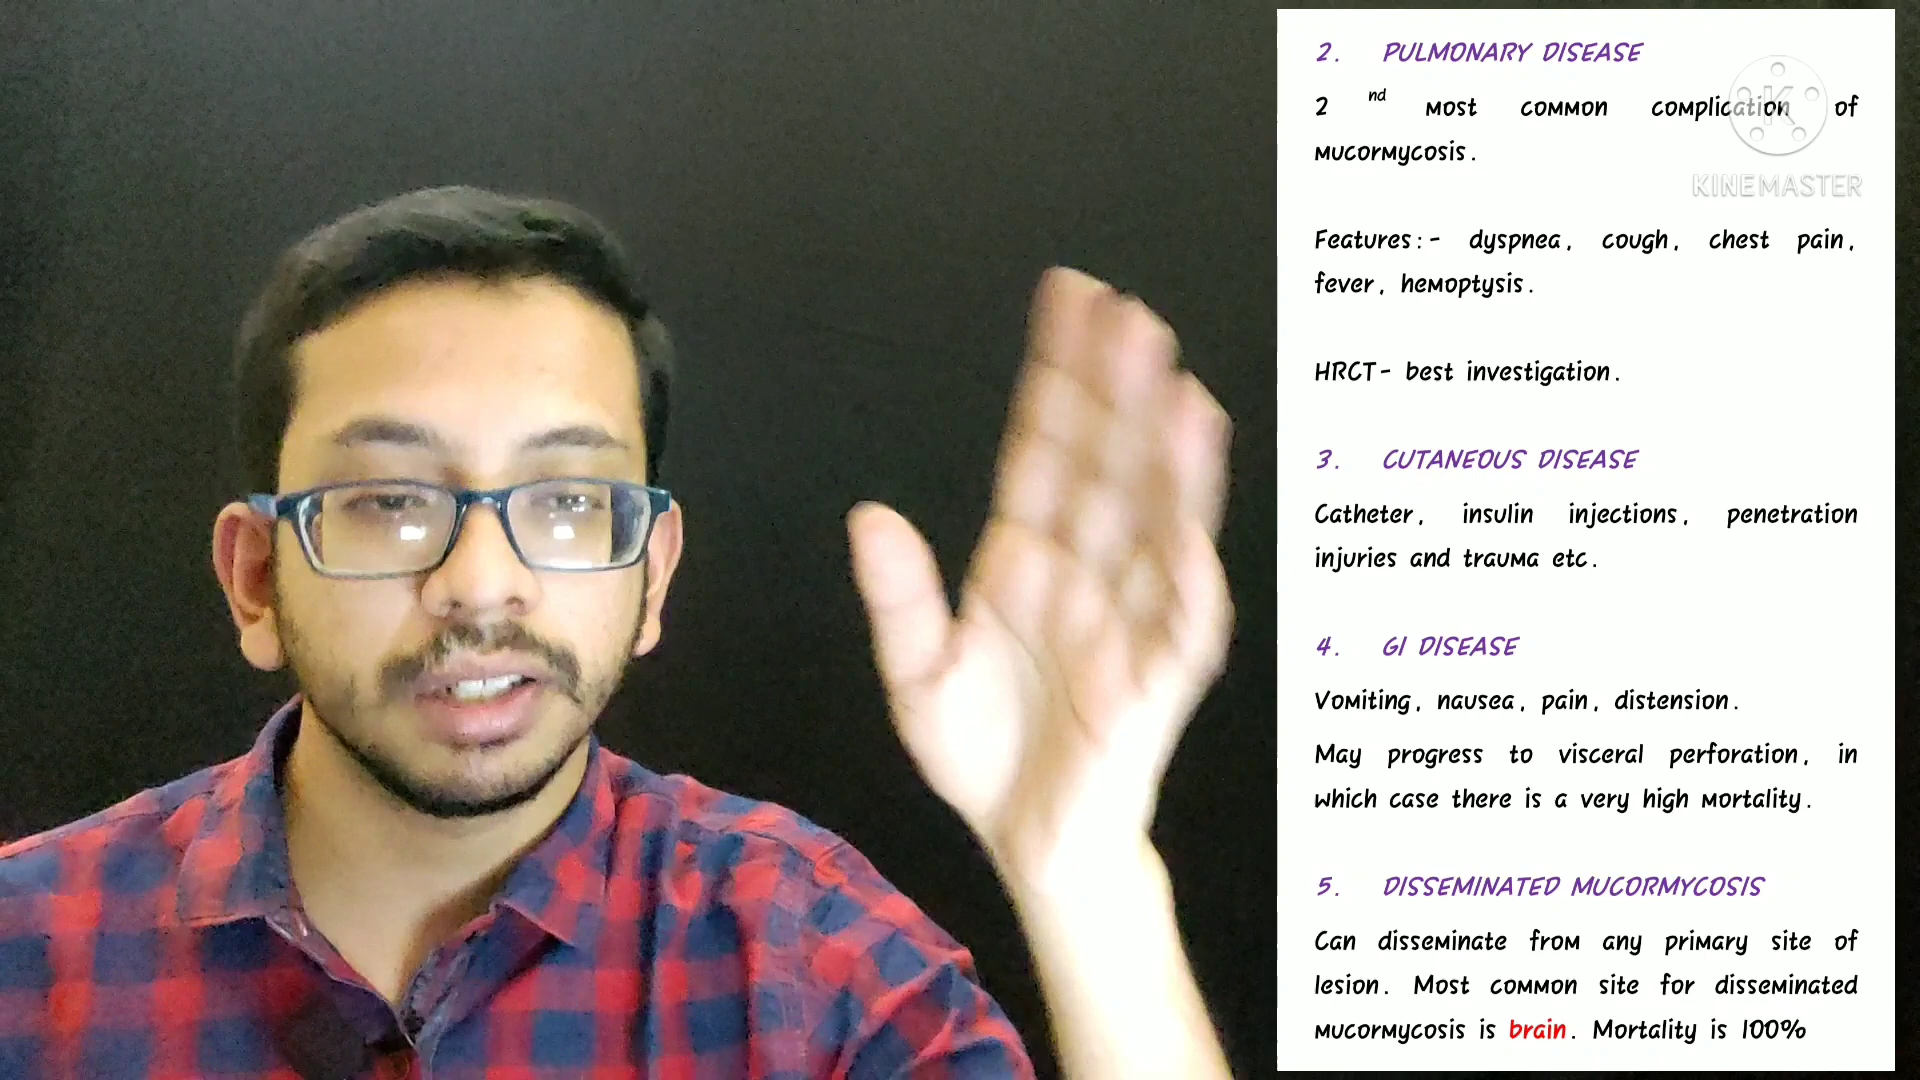 2. PULMONARY DISEASE
2 nd most common complication of
mucormycosis.
KINEMASTER
Features:- dyspnea, cough, chest pain,
fever, hemoptysis.
HRCT- best investigation.
3. CUTANEOUS DISEASE
Catheter, insulin injections, penetration
injuries and trauma etc.
4. GI DISEASE
Vomiting, nausea, pain, distension.
May progress to visceral perforation, in
which case there is a very high mortality.
5. DISSEMINATED MUCORMYCOSIS
Can disseminate from any primary site of
lesion. Most common site for disseminated
mucormycosis is brain. Mortality is 100%